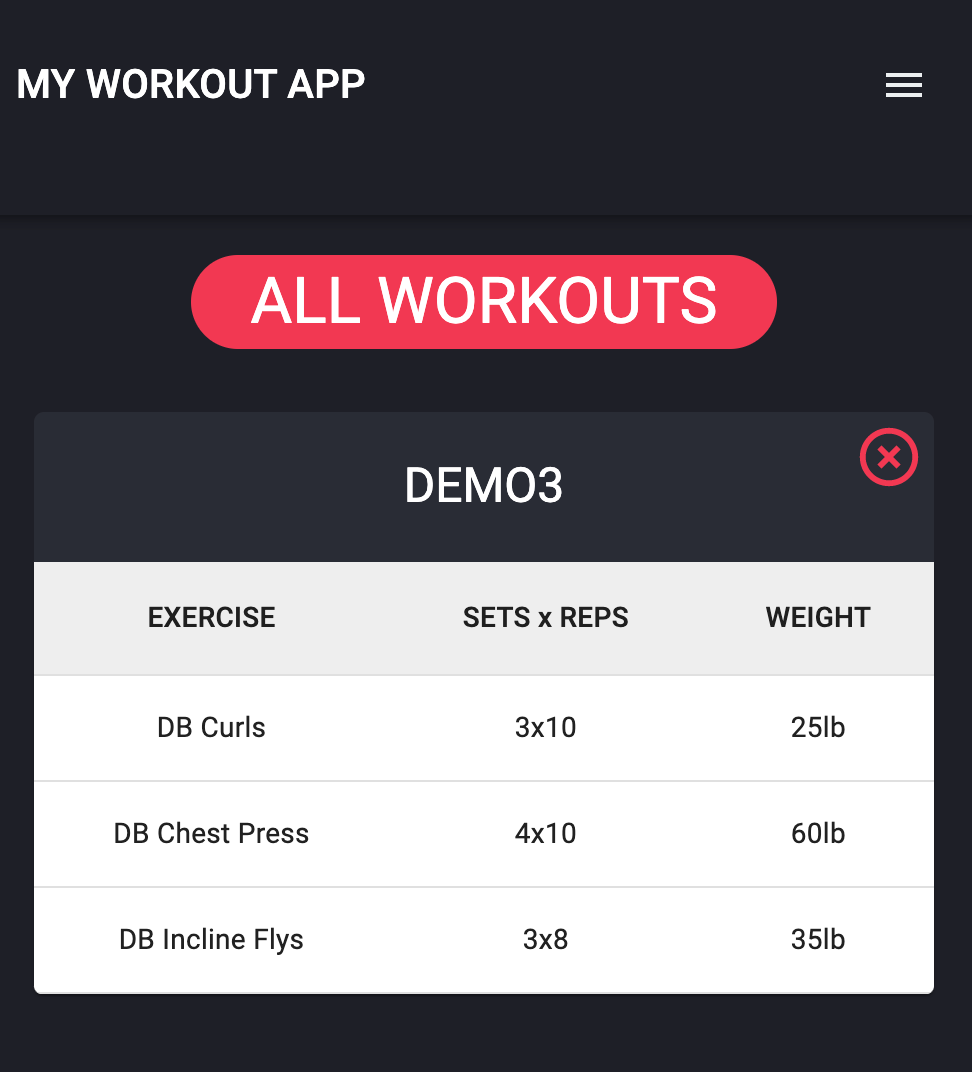 MY WORKOUT APP
ALL WORKOUTS
DEMO3
EXERCISE SETS x REPS WEIGHT
DB Curls 3x10 25lb
DB Chest Press 4x10 60lb
DB Incline Flys 3x8 35lb